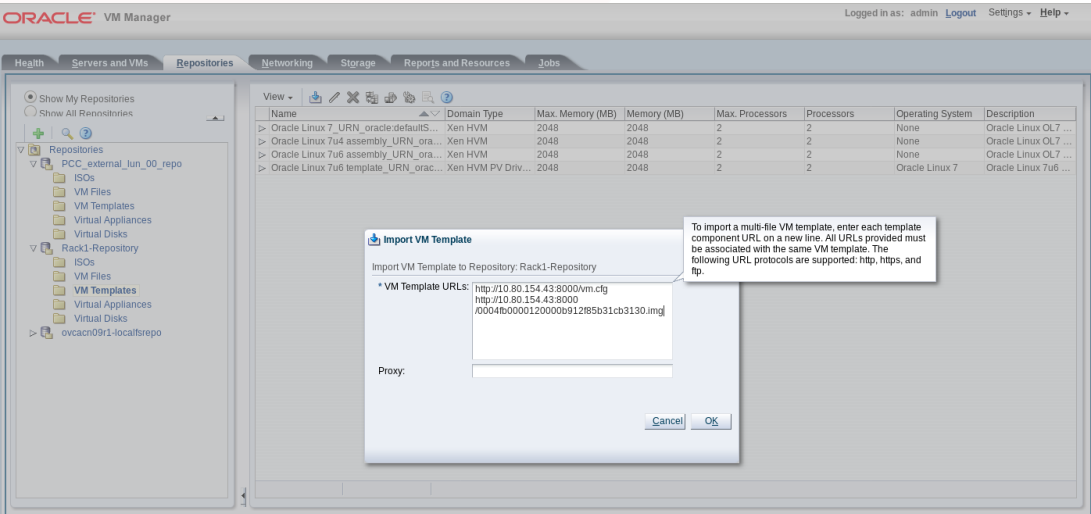 ORACLE VM Manager
Logged in as: admin Logout Settings Help
Health Servers and VMs Repositories Networking Storage Reports and Resources Jobs
Show My Repositories
Show All Repositories
Repositories
PCC_external_lun_00_repo
ISOs
VM Files
VM Templates
Virtual Appliances
Virtual Disks
Rack1-Repository
ISOs
VM Files
VM Templates
Virtual Appliances
Virtual Disks
ovcacn09r1-localfsrepo
View
Name Domain Type Max. Memory (MB) Memory (MB) Max. Processors Processors Operating System Description
Oracle Linux 7_URN_oracle:defaultS... Xen HVM 2048 2048 2 2 None Oracle Linux OL7 ...
Oracle Linux 7u4 assembly_URN_ora... Xen HVM 2048 2048 2 2 None Oracle Linux OL7 ...
Oracle Linux 7u6 assembly_URN_ora... Xen HVM 2048 2048 2 2 None Oracle Linux OL7 ...
Oracle Linux 7u6 template_URN_orac... Xen HVM PV Driv... 2048 2048 2 2 Oracle Linux 7 Oracle Linux 7u6 ...
Import VM Template
Import VM Template to Repository: Rack1-Repository
* VM Template URLs:
http://10.80.154.43:8000/vm.cfg
http://10.80.154.43:8000
/0004fb0000120000b912f85b31cb3130.img
Proxy:
Cancel OK
To import a multi-file VM template, enter each template
component URL on a new line. All URLs provided must
be associated with the same VM template. The
following URL protocols are supported: http, https, and
ftp.